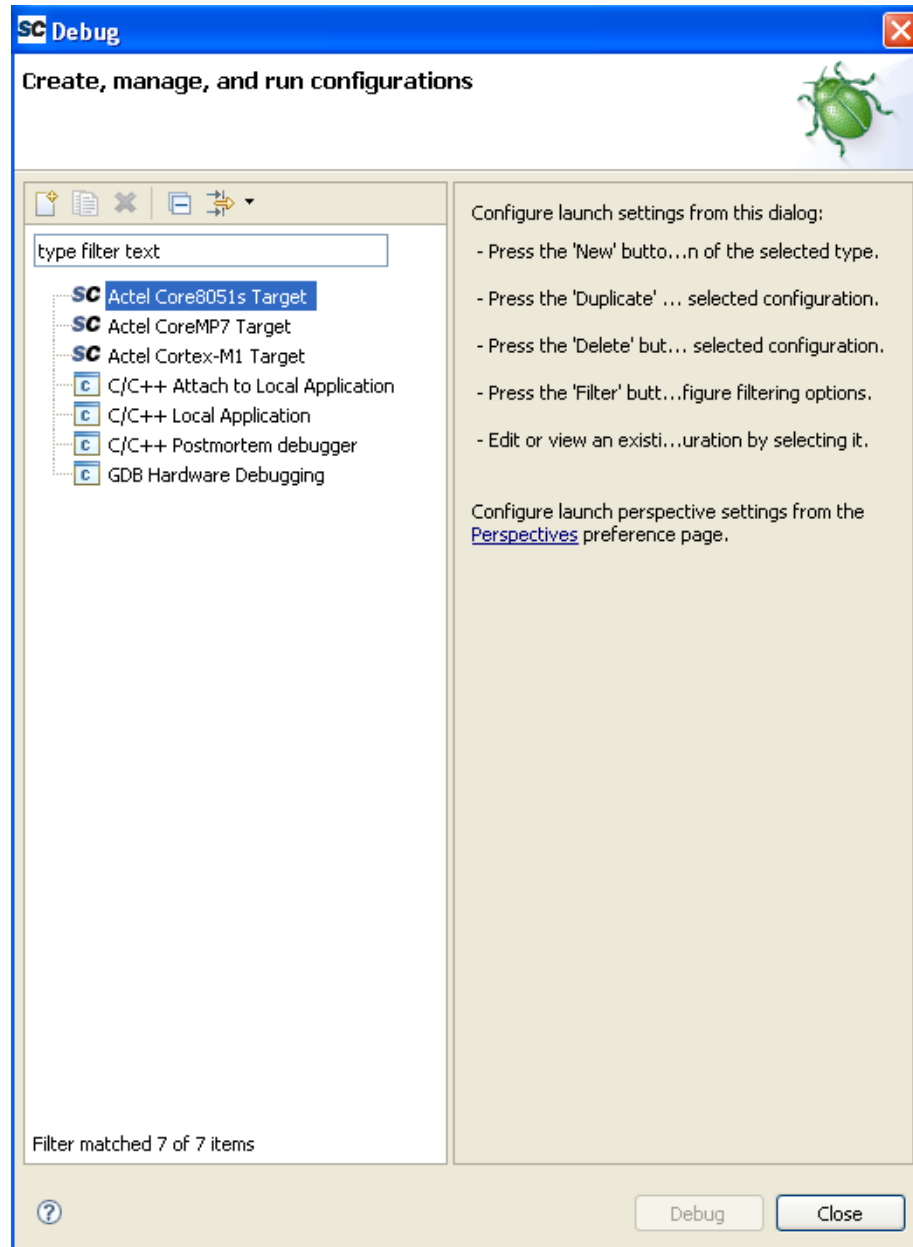 SC Debug
Create, manage, and run configurations
type filter text
SC Actel Core8051s Target
SC Actel CoreMP7 Target
SC Actel Cortex-M1 Target
c C/C++ Attach to Local Application
c C/C++ Local Application
c C/C++ Postmortem debugger
c GDB Hardware Debugging
Filter matched 7 of 7 items
Configure launch settings from this dialog:
- Press the 'New' butto...n of the selected type.
- Press the 'Duplicate' ... selected configuration.
- Press the 'Delete' but... selected configuration.
- Press the 'Filter' butt...figure filtering options.
- Edit or view an existi...uration by selecting it.
Configure launch perspective settings from the
Perspectives preference page.
?
Debug
Close